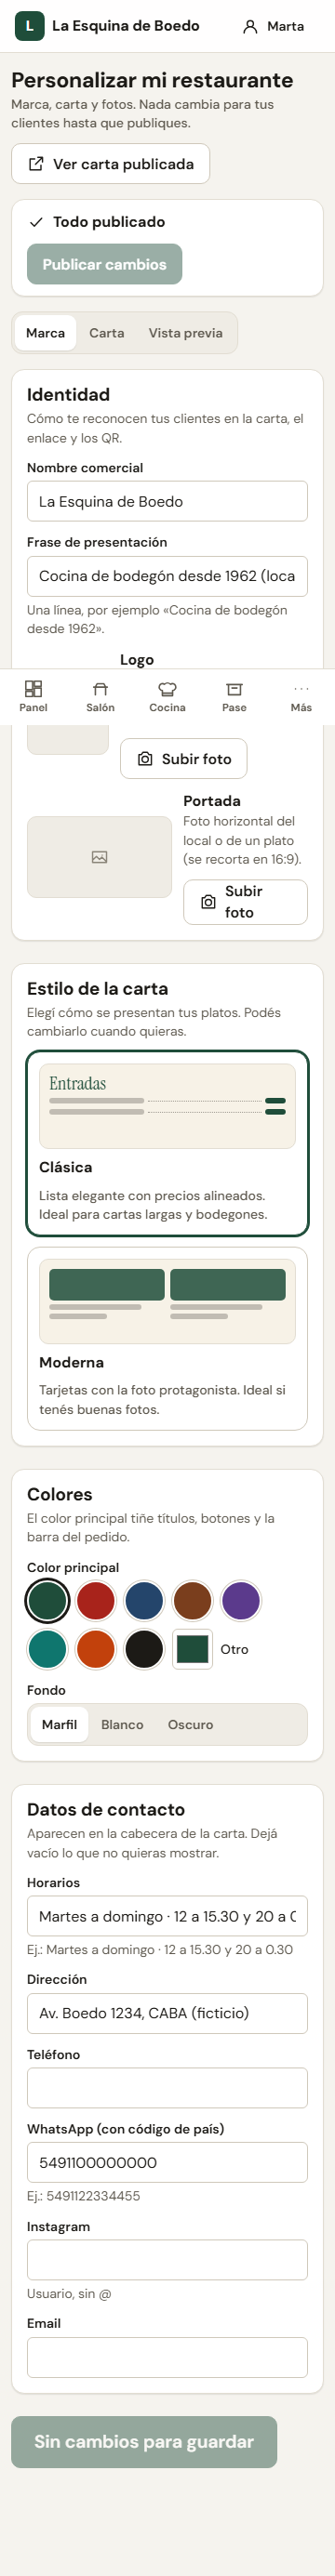 L La Esquina de Boedo Marta
Personalizar mi restaurante
Marca, carta y fotos. Nada cambia para tus
clientes hasta que publiques.
Ver carta publicada
Todo publicado
Publicar cambios
Marca Carta Vista previa
Identidad
Cómo te reconocen tus clientes en la carta, el
enlace y los QR.
Nombre comercial
La Esquina de Boedo
Frase de presentación
Cocina de bodegón desde 1962 (loca
Una línea, por ejemplo «Cocina de bodegón
desde 1962».
Logo
Panel Salón Cocina Pase Más
Subir foto
Portada
Foto horizontal del
local o de un plato
(se recorta en 16:9).
Subir
foto
Estilo de la carta
Elegí cómo se presentan tus platos. Podés
cambiarlo cuando quieras.
Entradas
Clásica
Lista elegante con precios alineados.
Ideal para cartas largas y bodegones.
Moderna
Tarjetas con la foto protagonista. Ideal si
tenés buenas fotos.
Colores
El color principal tiñe títulos, botones y la
barra del pedido.
Color principal
Otro
Fondo
Marfil Blanco Oscuro
Datos de contacto
Aparecen en la cabecera de la carta. Dejá
vacío lo que no quieras mostrar.
Horarios
Martes a domingo · 12 a 15.30 y 20 a 0
Ej.: Martes a domingo · 12 a 15.30 y 20 a 0.30
Dirección
Av. Boedo 1234, CABA (ficticio)
Teléfono
WhatsApp (con código de país)
5491100000000
Ej.: 5491122334455
Instagram
Usuario, sin @
Email
Sin cambios para guardar